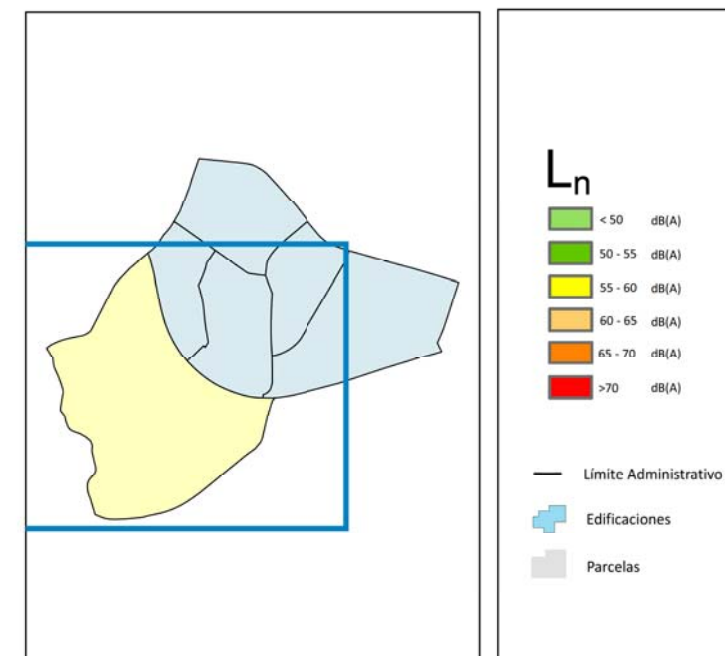 Ln
< 50 dB(A)
50 - 55 dB(A)
55 - 60 dB(A)
60 - 65 dB(A)
65 - 70 dB(A)
>70 dB(A)
Límite Administrativo
Edificaciones
Parcelas